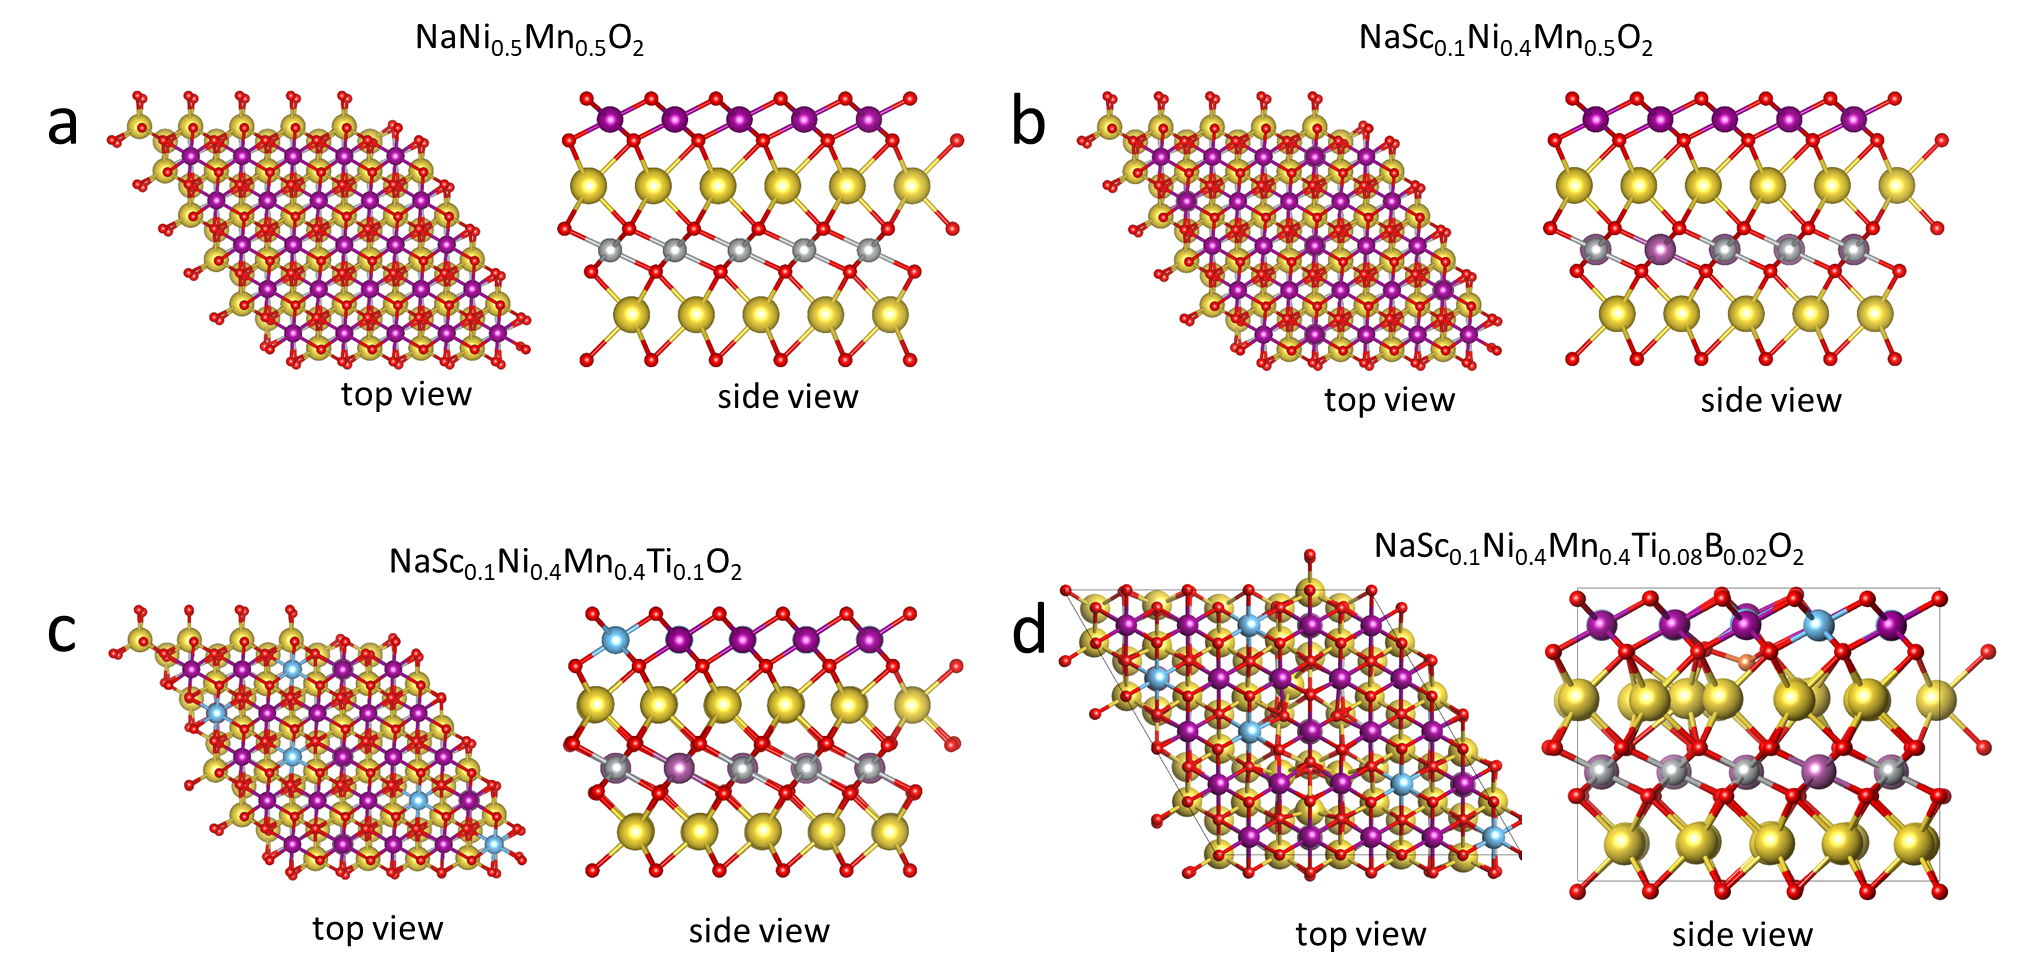 NaNi₀.₅Mn₀.₅O₂
NaSc₀.₁Ni₀.₄Mn₀.₅O₂
a
b
top view
side view
top view
side view
NaSc₀.₁Ni₀.₄Mn₀.₄Ti₀.₁O₂
NaSc₀.₁Ni₀.₄Mn₀.₄Ti₀.₀₈B₀.₀₂O₂
c
d
top view
side view
top view
side view